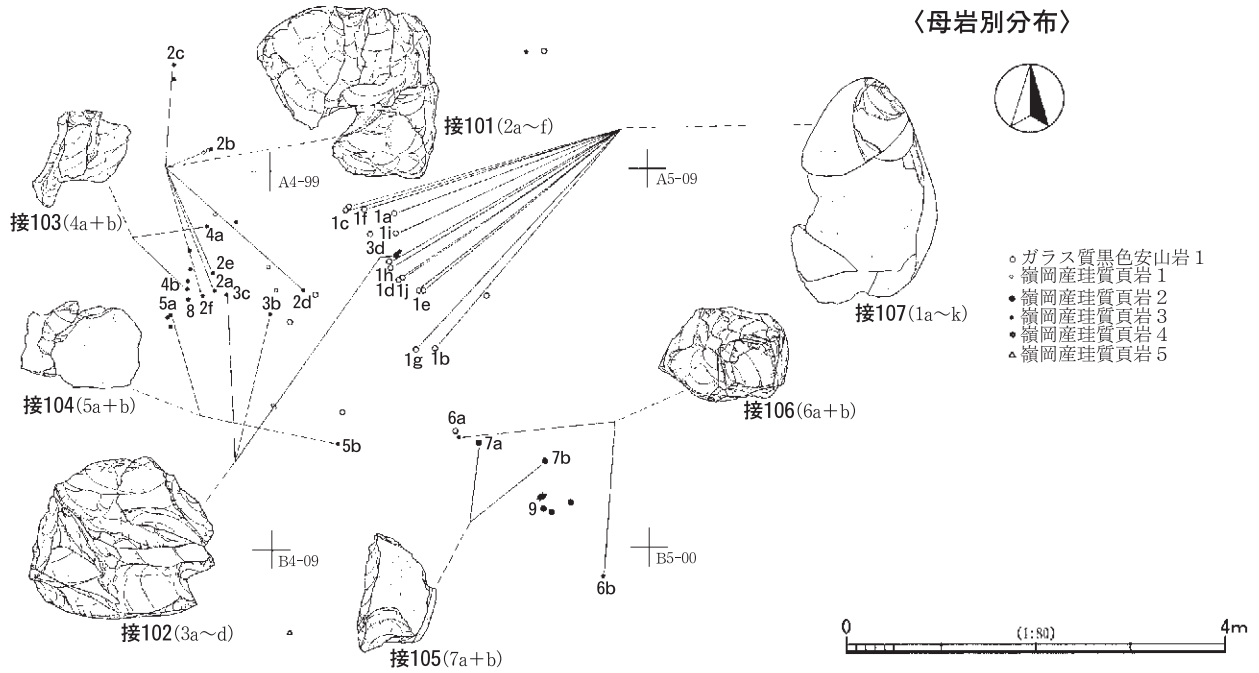 〈母岩別分布〉
2c
接101(2a～f)
2b
A4-99
A5-09
接103(4a+b)
1c
1f
1a
4a
1i
3d
2e
1h
4b
2a
1d
1j
3c
1e
5a
8
2f
3b
2d
接107(1a～k)
ガラス質黒色安山岩1
嶺岡産珪質頁岩1
嶺岡産珪質頁岩2
嶺岡産珪質頁岩3
嶺岡産珪質頁岩4
嶺岡産珪質頁岩5
1g
1b
接104(5a+b)
接106(6a+b)
6a
5b
7a
7b
9
B4-09
B5-00
6b
接102(3a～d)
接105(7a+b)
0
(1:80)
4m